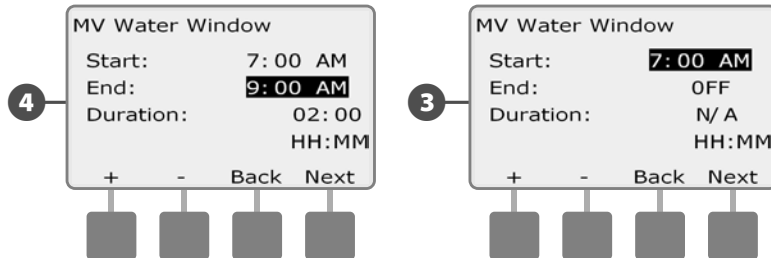 4
MV Water Window
Start: 7:00 AM
End: 9:00 AM
Duration: 02:00
HH:MM
+ - Back Next
3
MV Water Window
Start: 7:00 AM
End: 0FF
Duration: N/A
HH:MM
+ - Back Next